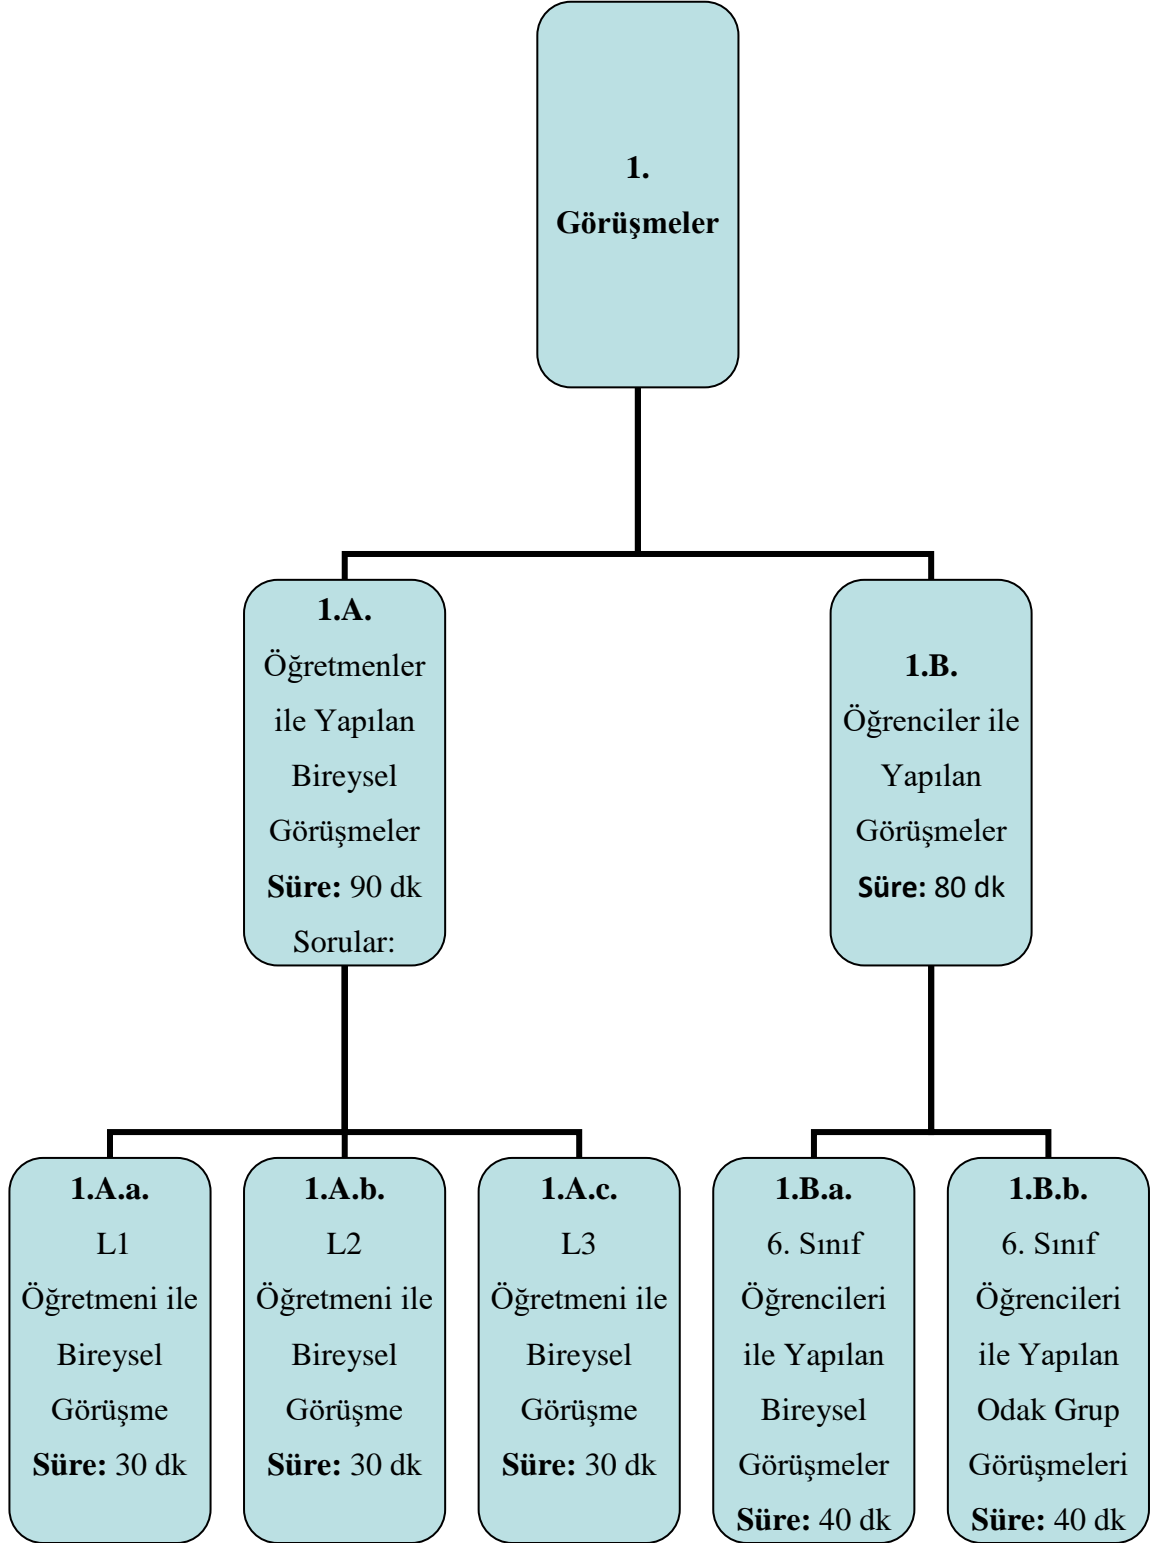 1.
Görüşmeler
1.A.
Öğretmenler
ile Yapılan
Bireysel
Görüşmeler
Süre: 90 dk
Sorular:
1.B.
Öğrenciler ile
Yapılan
Görüşmeler
Süre: 80 dk
1.A.a.
L1
Öğretmeni ile
Bireysel
Görüşme
Süre: 30 dk
1.A.b.
L2
Öğretmeni ile
Bireysel
Görüşme
Süre: 30 dk
1.A.c.
L3
Öğretmeni ile
Bireysel
Görüşme
Süre: 30 dk
1.B.a.
6. Sınıf
Öğrencileri
ile Yapılan
Bireysel
Görüşmeler
Süre: 40 dk
1.B.b.
6. Sınıf
Öğrencileri
ile Yapılan
Odak Grup
Görüşmeleri
Süre: 40 dk